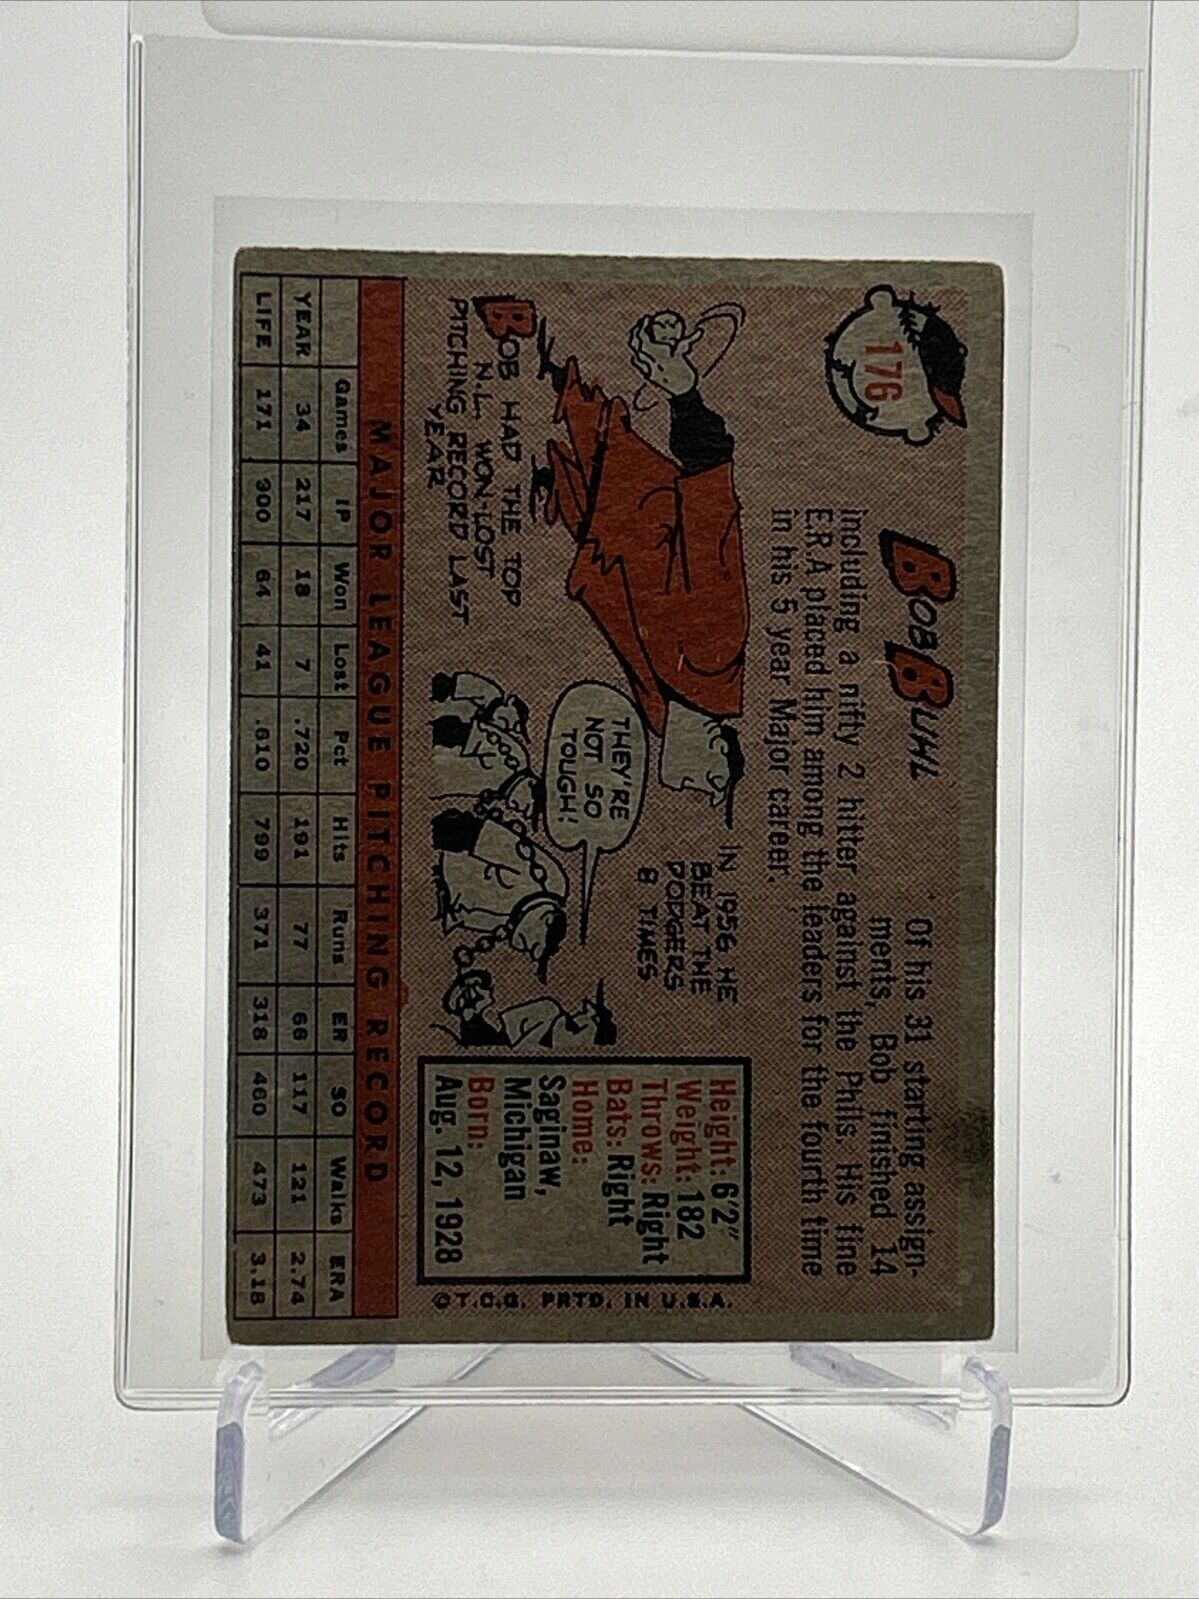 176
BOB BUHL
Of his 31 starting assign-
ments, Bob finished 14
including a nifty 2 hitter against the Phils. His fine
E.R.A placed him among the leaders for the fourth time
in his 5 year Major career.
BOB HAD THE TOP
N.L. WON-LOST
PITCHING RECORD LAST
YEAR
THEY'RE
NOT SO
TOUGH!
IN 1956 HE
BEAT THE
DODGERS
8 TIMES
Height: 6'2"
Weight: 182
Throws: Right
Bats: Right
Home:
Saginaw,
Michigan
Born:
Aug. 12, 1928
© T.C.G. PRTD. IN U.S.A.
MAJOR LEAGUE PITCHING RECORD
Games IP Won Lost Pct Hits Runs ER SO Walks ERA
YEAR 34 217 18 7 .720 191 77 66 117 121 2.74
LIFE 171 900 64 41 .610 799 371 318 460 473 3.18